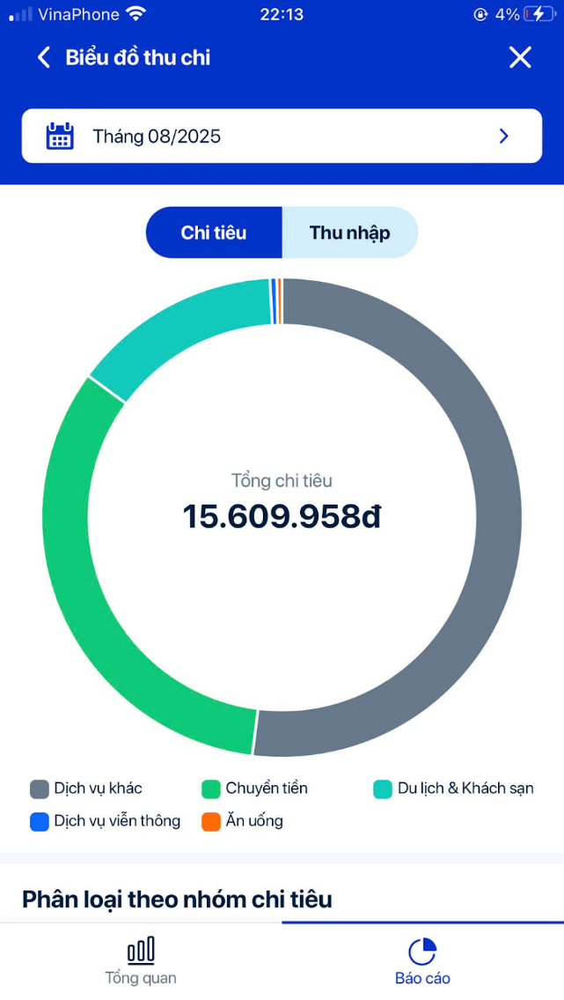 VinaPhone 22:13 4%
Biểu đồ thu chi
Tháng 08/2025
Chi tiêu Thu nhập
Tổng chi tiêu
15.609.958đ
Dịch vụ khác Chuyển tiền Du lịch & Khách sạn
Dịch vụ viễn thông Ăn uống
Phân loại theo nhóm chi tiêu
Tổng quan Báo cáo